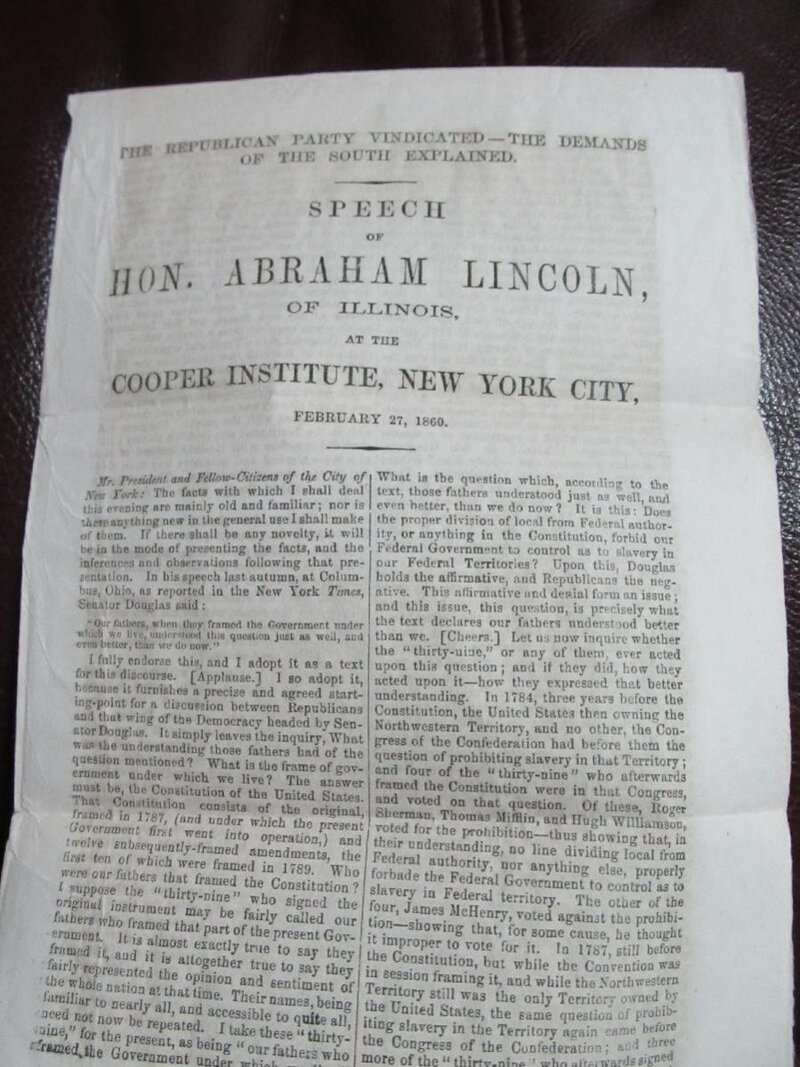 THE REPUBLICAN PARTY VINDICATED—THE DEMANDS
OF THE SOUTH EXPLAINED.
SPEECH
OF
HON. ABRAHAM LINCOLN,
OF ILLINOIS,
AT THE
COOPER INSTITUTE, NEW YORK CITY,
FEBRUARY 27, 1860.
Mr. President and Fellow-Citizens of the City of
New York: The facts with which I shall deal
this evening are mainly old and familiar; nor is
there anything new in the general use I shall make
of them. If there shall be any novelty, it will
be in the mode of presenting the facts, and the
inferences and observations following that pre-
sentation. In his speech last autumn, at Colum-
bus, Ohio, as reported in the New York Times,
Senator Douglas said:
"Our fathers, when they framed the Government under
which we live, understood this question just as well, and
even better, than we do now."
I fully endorse this, and I adopt it as a text
for this discourse. [Applause.] I so adopt it,
because it furnishes a precise and agreed start-
ing-point for a discussion between Republicans
and that wing of the Democracy headed by Sen-
ator Douglas. It simply leaves the inquiry, What
was the understanding those fathers had of the
question mentioned? What is the frame of gov-
ernment under which we live? The answer
must be, the Constitution of the United States.
That Constitution consists of the original,
framed in 1787, (and under which the present
Government first went into operation,) and
twelve subsequently-framed amendments, the
first ten of which were framed in 1789. Who
were our fathers that framed the Constitution?
I suppose the "thirty-nine" who signed the
original instrument may be fairly called our
fathers who framed that part of the present Gov-
ernment. It is almost exactly true to say they
framed it, and it is altogether true to say they
fairly represented the opinion and sentiment of
the whole nation at that time. Their names, being
familiar to nearly all, and accessible to quite all,
need not now be repeated. I take these "thirty-
nine," for the present, as being "our fathers who
framed the Government under which
What is the question which, according to the
text, those fathers understood just as well, and
even better, than we do now? It is this: Does
the proper division of local from Federal author-
ity, or anything in the Constitution, forbid our
Federal Government to control as to slavery in
our Federal Territories? Upon this, Douglas
holds the affirmative, and Republicans the neg-
ative. This affirmative and denial form an issue;
and this issue, this question, is precisely what
the text declares our fathers understood better
than we. [Cheers.] Let us now inquire whether
the "thirty-nine," or any of them, ever acted
upon this question; and if they did, how they
acted upon it—how they expressed that better
understanding. In 1784, three years before the
Constitution, the United States then owning the
Northwestern Territory, and no other, the Con-
gress of the Confederation had before them the
question of prohibiting slavery in that Territory;
and four of the "thirty-nine" who afterwards
framed the Constitution were in that Congress,
and voted on that question. Of these, Roger
Sherman, Thomas Mifflin, and Hugh Williamson,
voted for the prohibition—thus showing that, in
their understanding, no line dividing local from
Federal authority, nor anything else, properly
forbade the Federal Government to control as to
slavery in Federal territory. The other of the
four, James McHenry, voted against the prohibi-
tion—showing that, for some cause, he thought
it improper to vote for it. In 1787, still before
the Constitution, but while the Convention was
in session framing it, and while the Northwestern
Territory still was the only Territory owned by
the United States, the same question of prohib-
iting slavery in the Territory again came before
the Congress of the Confederation; and three
more of the "thirty-nine" who afterwards signed